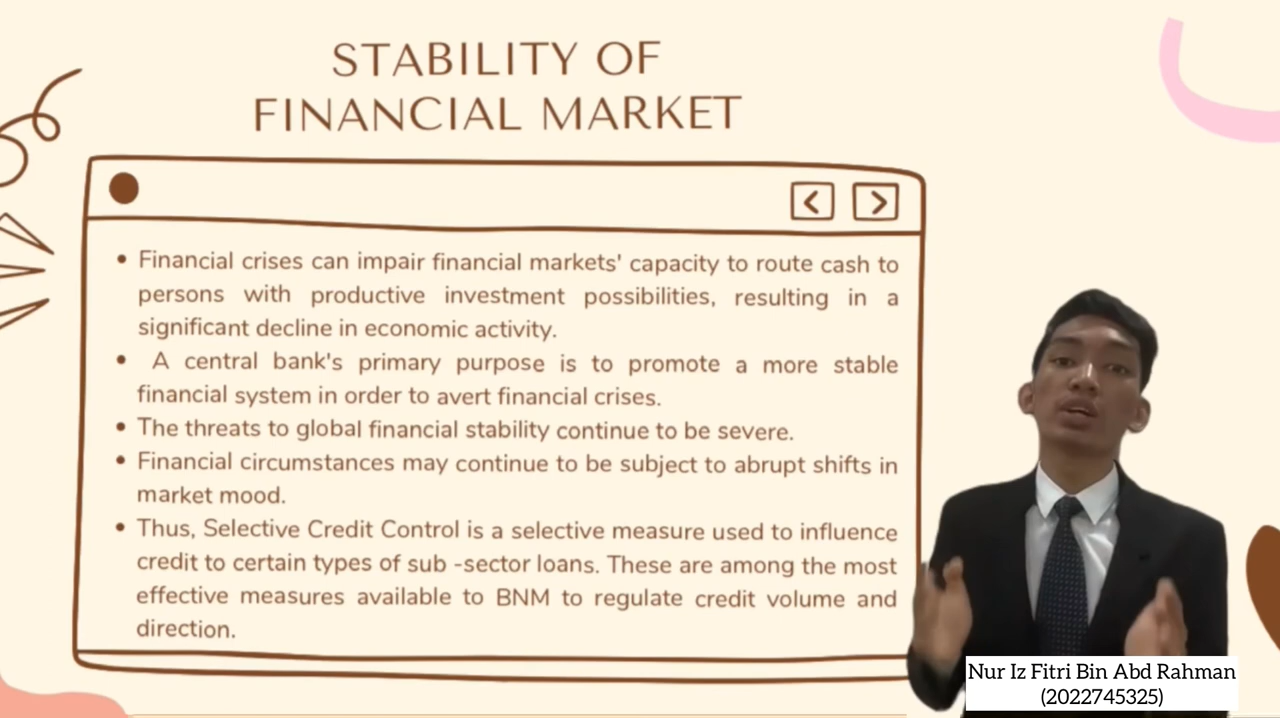 STABILITY OF
FINANCIAL MARKET
• Financial crises can impair financial markets' capacity to route cash to
persons with productive investment possibilities, resulting in a
significant decline in economic activity.
• A central bank's primary purpose is to promote a more stable
financial system in order to avert financial crises.
• The threats to global financial stability continue to be severe.
• Financial circumstances may continue to be subject to abrupt shifts in
market mood.
• Thus, Selective Credit Control is a selective measure used to influence
credit to certain types of sub -sector loans. These are among the most
effective measures available to BNM to regulate credit volume and
direction.
Nur Iz Fitri Bin Abd Rahman
(2022745325)